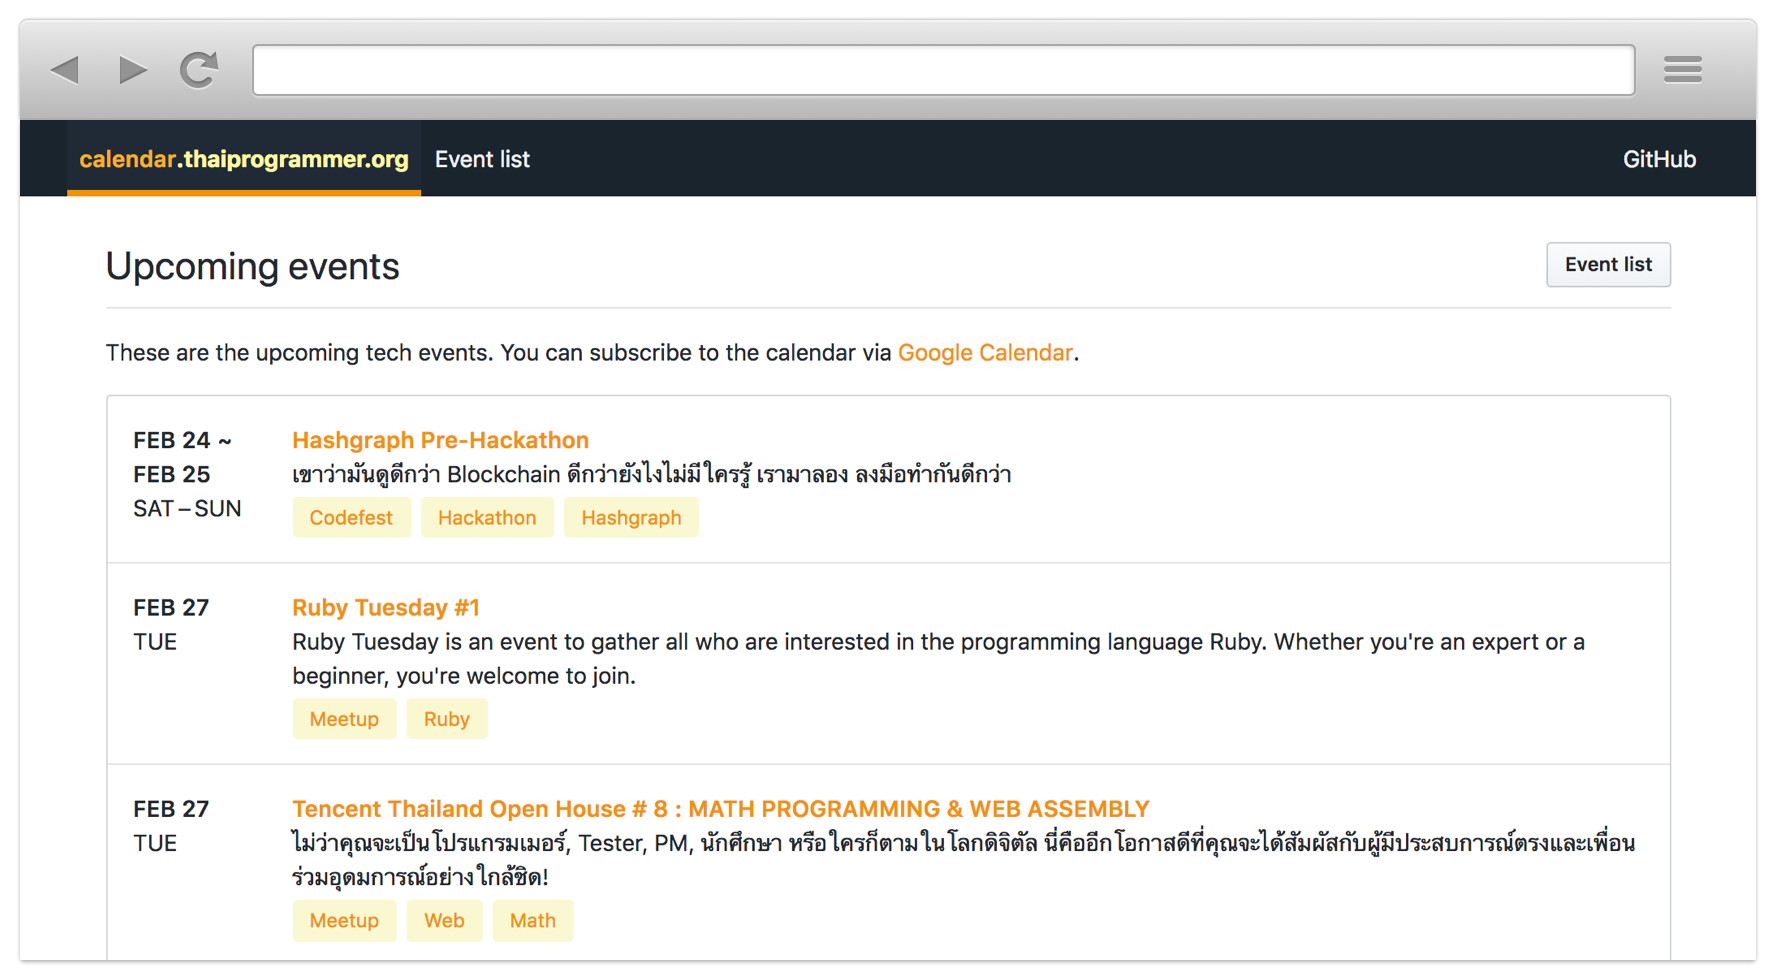 calendar.thaiprogrammer.org Event list GitHub
Upcoming events Event list
These are the upcoming tech events. You can subscribe to the calendar via Google Calendar.
FEB 24 ~ Hashgraph Pre-Hackathon
FEB 25 เขาว่ามันดูดีกว่า Blockchain ดีกว่ายังไงไม่มีใครรู้ เรามาลอง ลงมือทำกันดีกว่า
SAT – SUN Codefest Hackathon Hashgraph
FEB 27 Ruby Tuesday #1
TUE Ruby Tuesday is an event to gather all who are interested in the programming language Ruby. Whether you're an expert or a
beginner, you're welcome to join.
Meetup Ruby
FEB 27 Tencent Thailand Open House # 8 : MATH PROGRAMMING & WEB ASSEMBLY
TUE ไม่ว่าคุณจะเป็นโปรแกรมเมอร์, Tester, PM, นักศึกษา หรือใครก็ตามในโลกดิจิตัล นี่คืออีกโอกาสดีที่คุณจะได้สัมผัสกับผู้มีประสบการณ์ตรงและเพื่อน
ร่วมอุดมการณ์อย่างใกล้ชิด!
Meetup Web Math